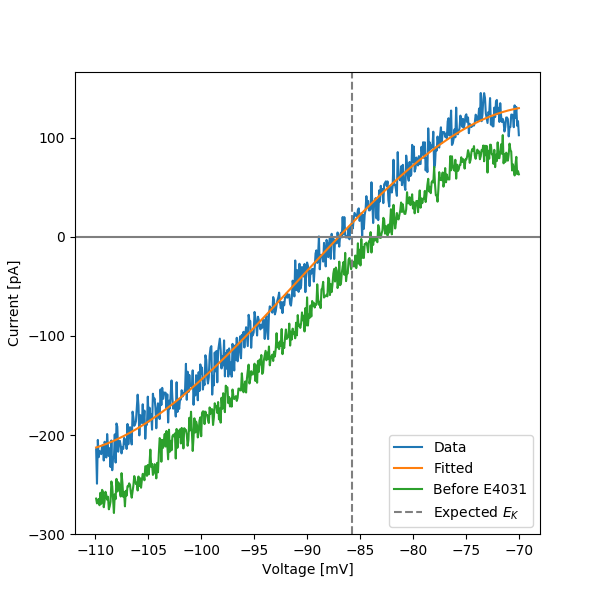 100
0
−100
−200
−300
Current [pA]
−110 −105 −100 −95 −90 −85 −80 −75 −70
Voltage [mV]
Data
Fitted
Before E4031
Expected E_K